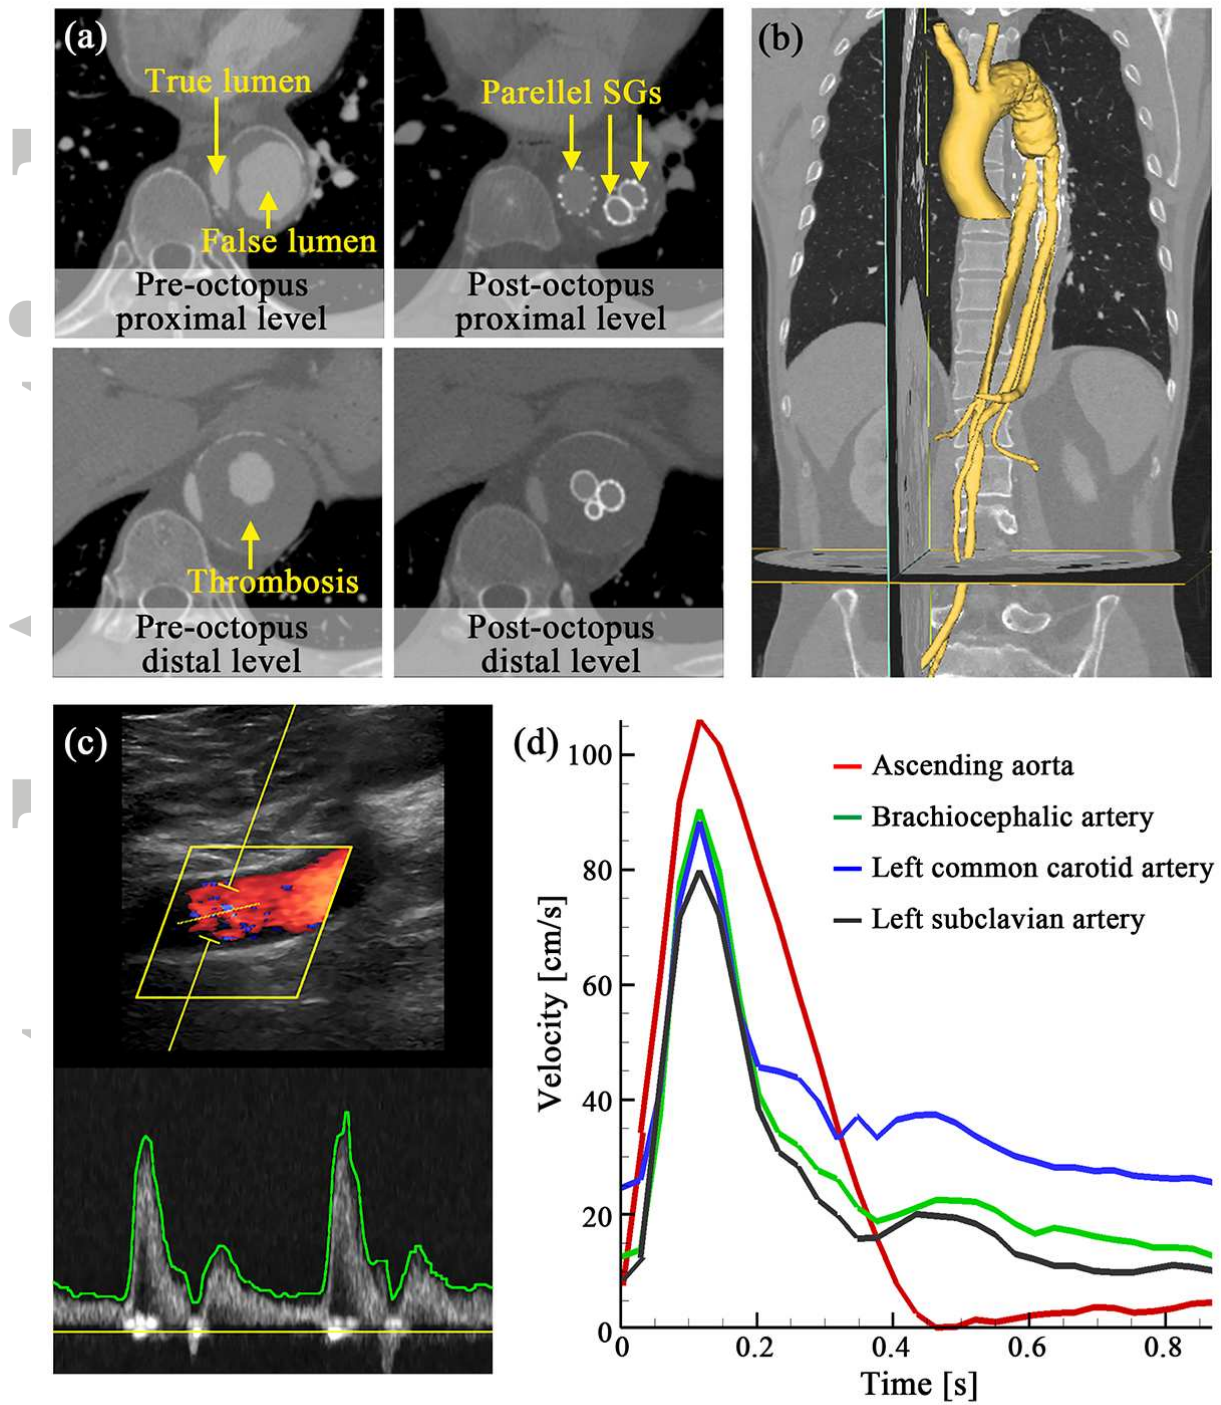 (a)
True lumen
False lumen
Pre-octopus
proximal level
Parellel SGs
Post-octopus
proximal level
Thrombosis
Pre-octopus
distal level
Post-octopus
distal level
(b)
(c)
(d)
Velocity [cm/s]
100
80
60
40
20
0
0
0.2
0.4
0.6
0.8
Time [s]
Ascending aorta
Brachiocephalic artery
Left common carotid artery
Left subclavian artery